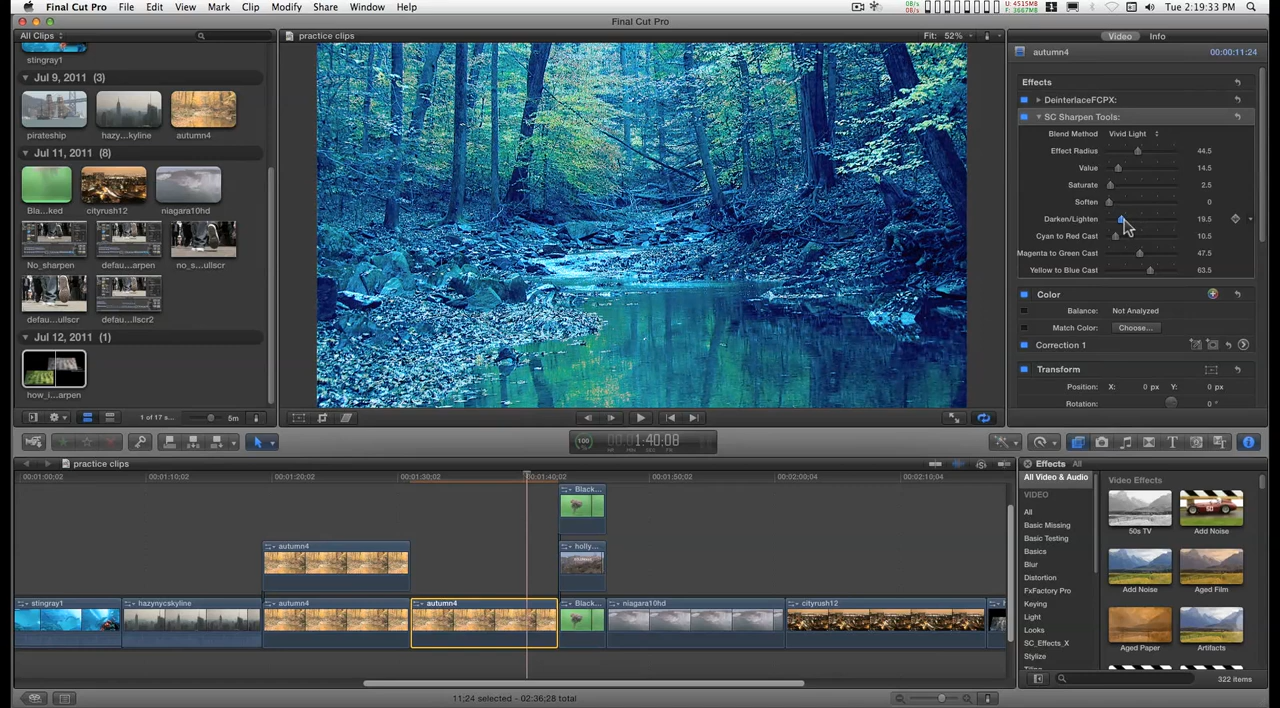 Final Cut Pro File Edit View Mark Clip Modify Share Window Help
Tue 2:19:33 PM
Final Cut Pro
All Clips
practice clips
Fit: 52%
Video Info
stingray1
Jul 9, 2011 (3)
pirateship hazy...kyline autumn4
Jul 11, 2011 (8)
Bla...ked cityrush12 niagara10hd
No_sharpen defau...arpen no_s...ullscr
defau...ullscr defau...llscr2
Jul 12, 2011 (1)
how_i...arpen
autumn4 00:00:11:24
Effects
DeinterlaceFCPX:
SC Sharpen Tools:
Blend Method Vivid Light
Effect Radius 44.5
Value 14.5
Saturate 2.5
Soften 0
Darken/Lighten 19.5
Cyan to Red Cast 10.5
Magenta to Green Cast 47.5
Yellow to Blue Cast 63.5
Color
Balance: Not Analyzed
Match Color: Choose...
Correction 1
Transform
Position: X: 0 px Y: 0 px
Rotation: 0 °
1 of 17 s... 5m
100 1:40:08
practice clips
00:01:00:02 00:01:10:02 00:01:20:02 00:01:30:02 00:01:40:02 00:01:50:02 00:02:00:04 00:02:10:04
Black...
autumn4 holly...
stingray1 hazynycskyline autumn4 autumn4 Black... niagara10hd cityrush12
Effects All
All Video & Audio
VIDEO
All
Basic Missing
Basic Testing
Basics
Blur
Distortion
FxFactory Pro
Keying
Light
Looks
SC_Effects_X
Stylize
Video Effects
50s TV Add Noise
Add Noise Aged Film
Aged Paper Artifacts
322 items
11:24 selected - 02:36:28 total